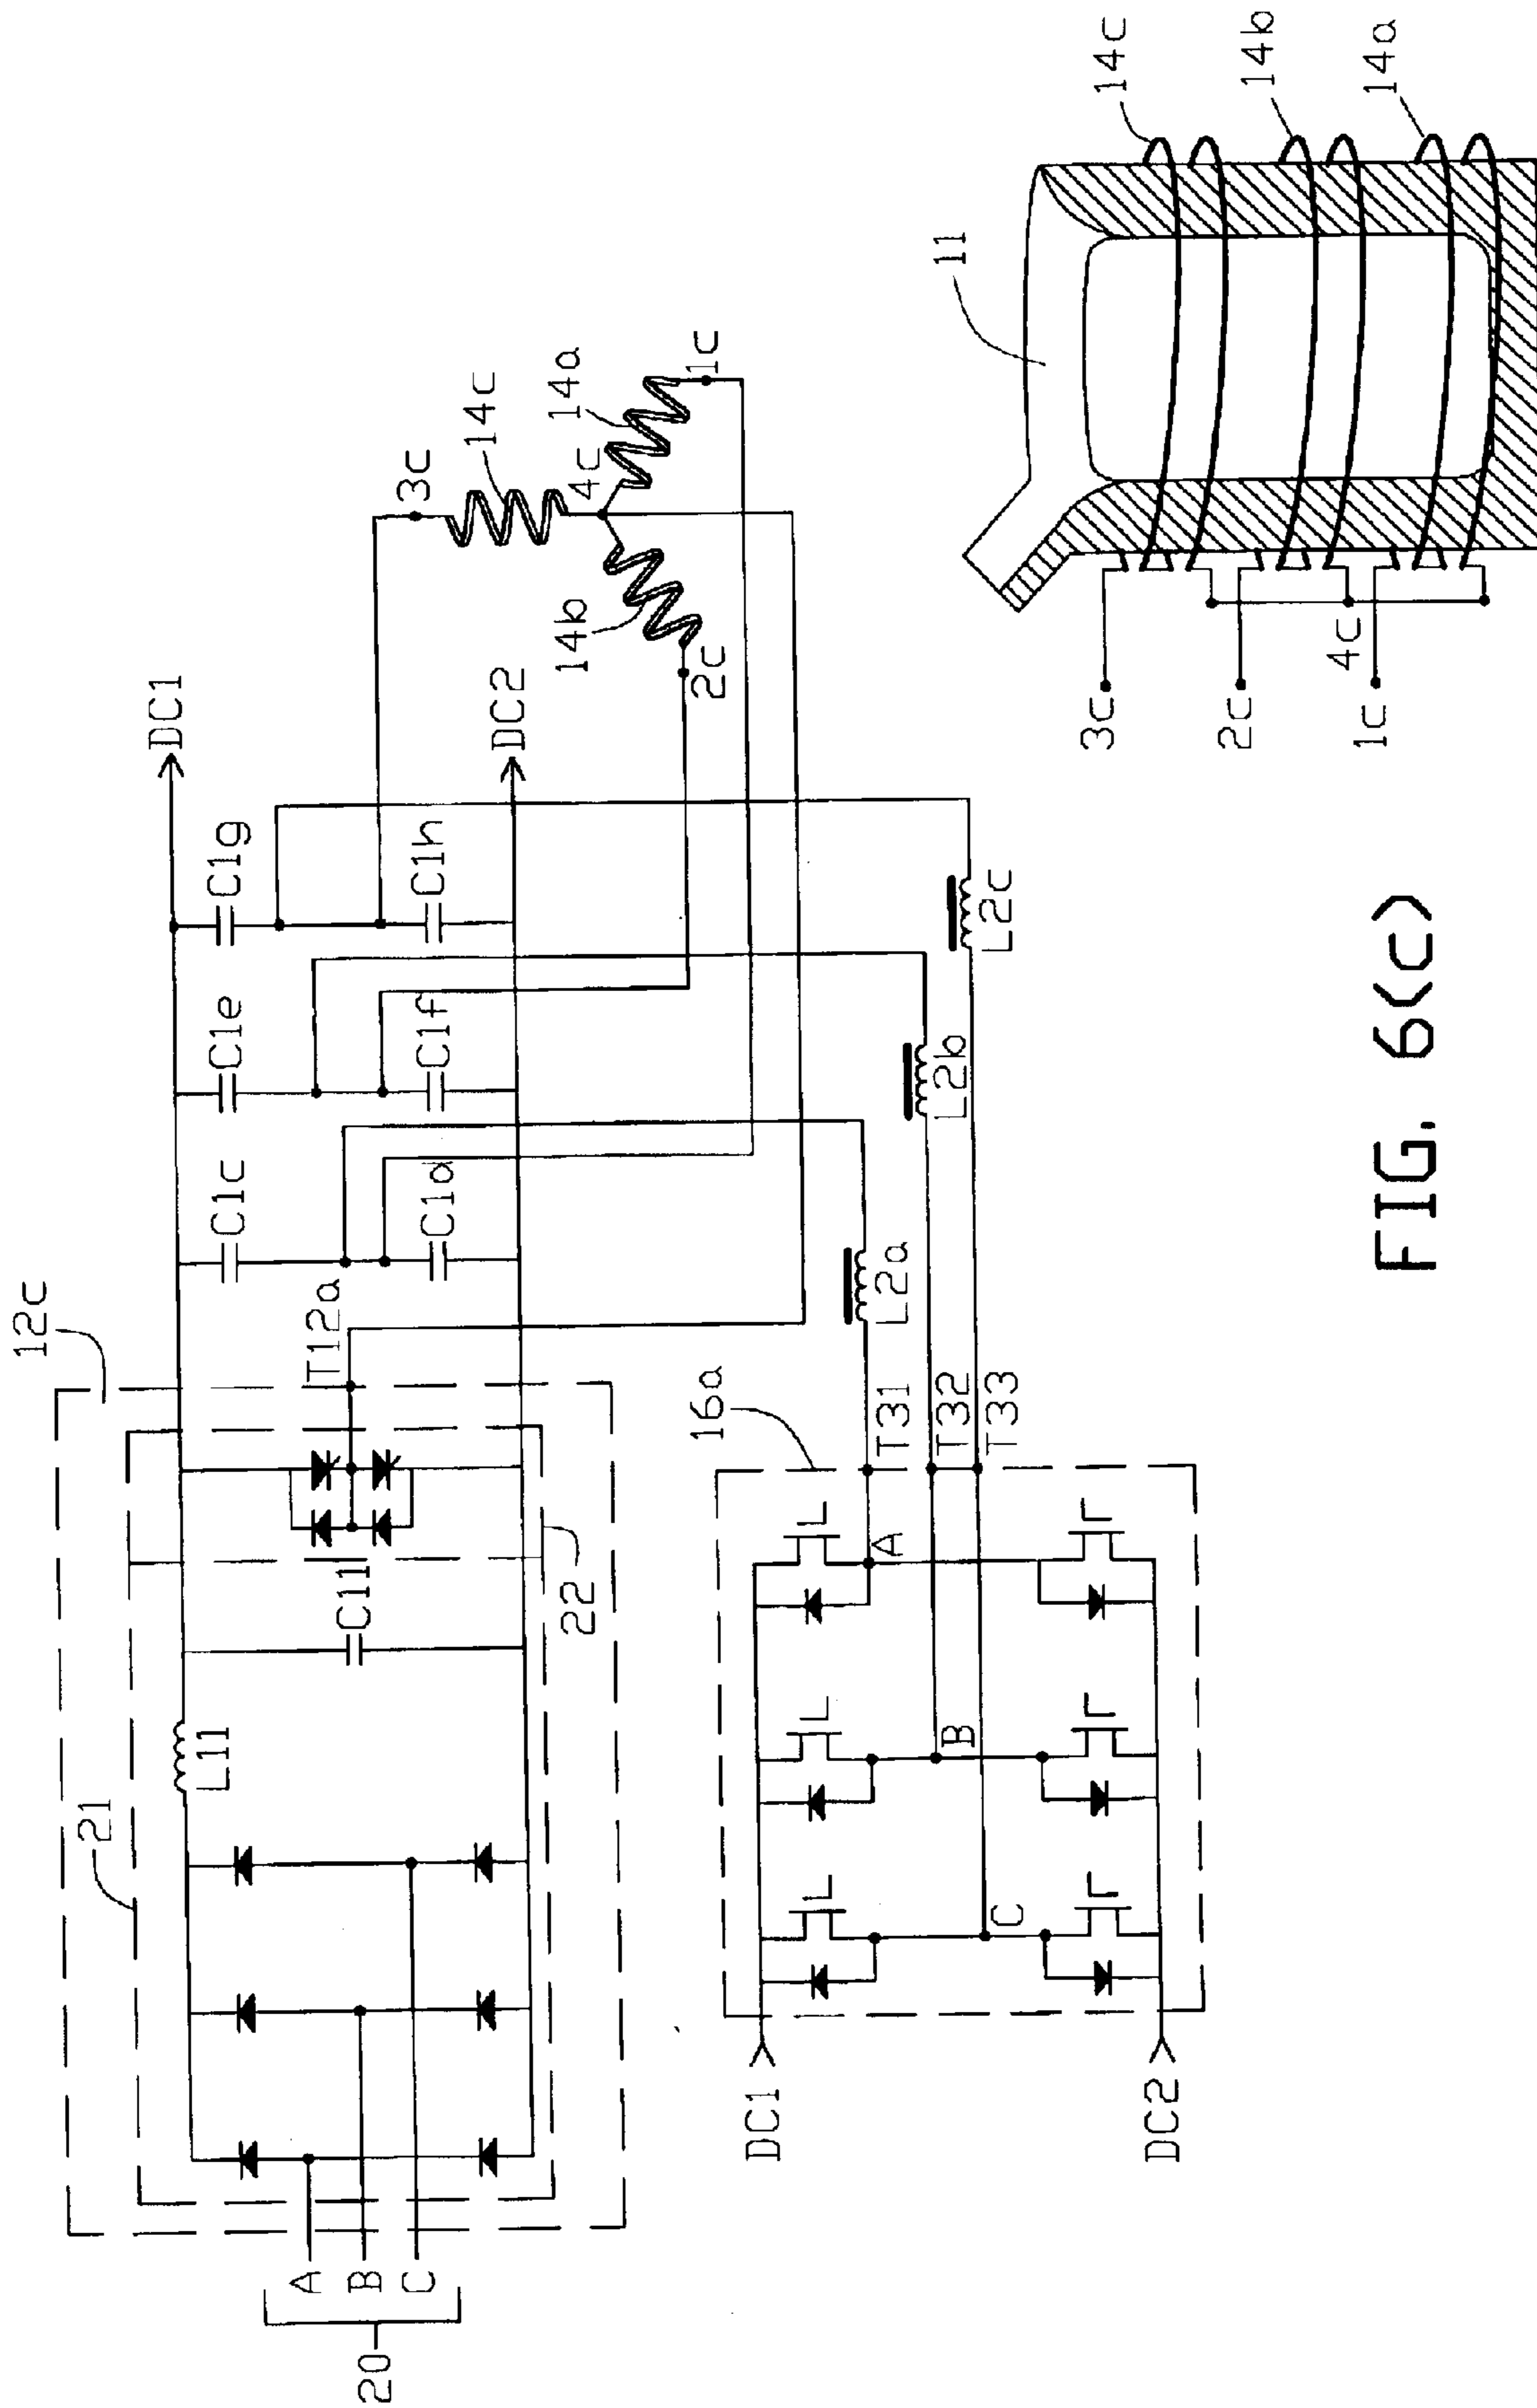 12c
21
L11
C11
22
T12a
20
A
B
C
C1c
C1d
C1e
C1f
C1g
C1h
DC1
DC2
3c
14c
4c
14a
1c
14b
2c
16a
DC1
DC2
A
B
C
T31
T32
T33
L2a
L2b
L2c
11
14c
14b
14a
3c
2c
4c
1c
FIG. 6(c)